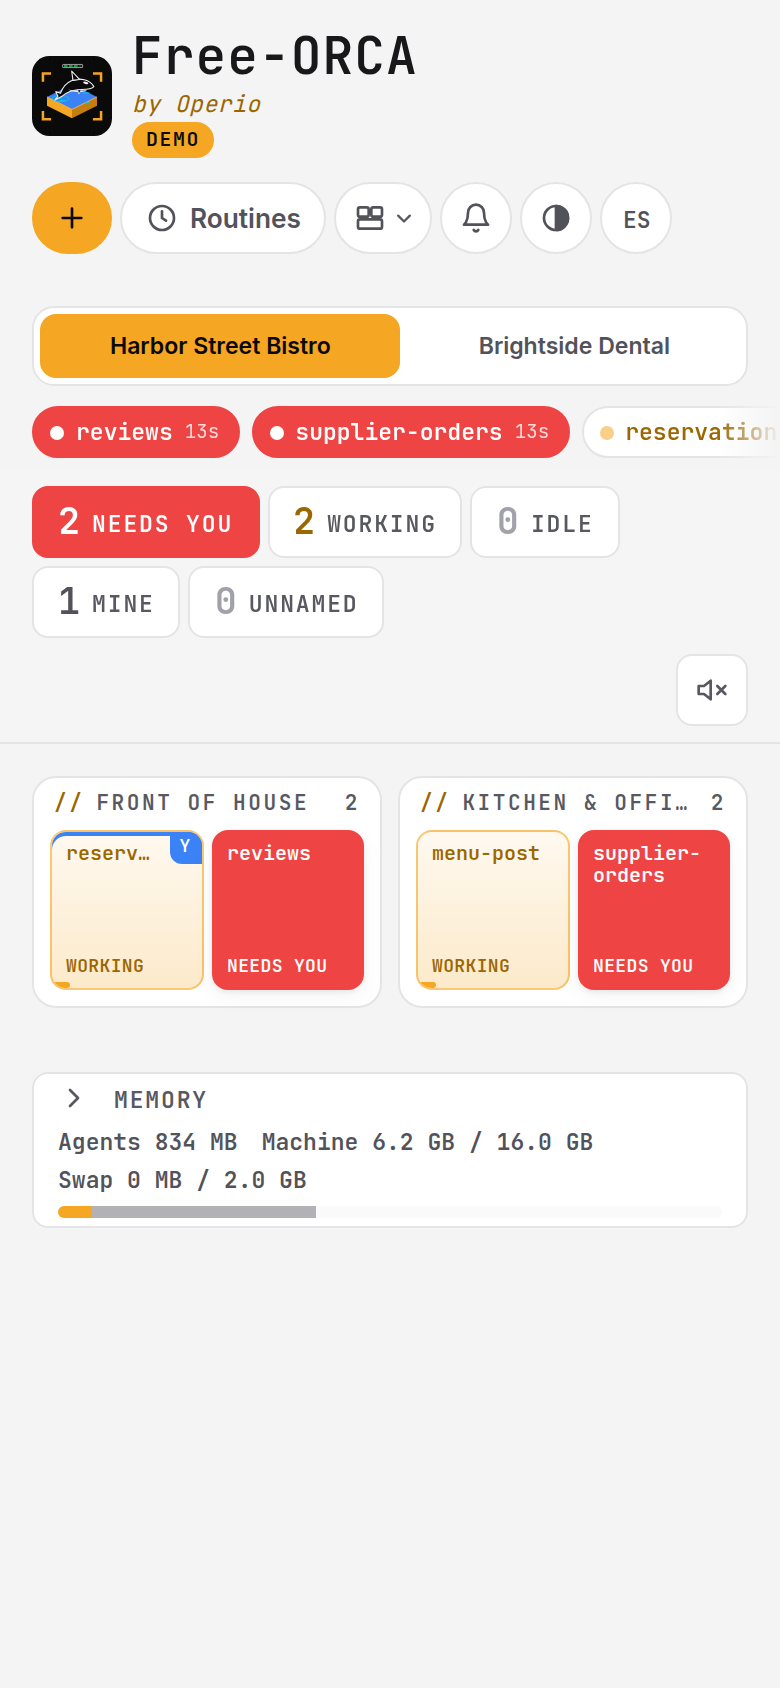 Free-ORCA
by Operio
DEMO
Routines
ES
Harbor Street Bistro
Brightside Dental
reviews 13s
supplier-orders 13s
reservation
2 NEEDS YOU
2 WORKING
0 IDLE
1 MINE
0 UNNAMED
// FRONT OF HOUSE 2
// KITCHEN & OFFI… 2
reserv…
Y
WORKING
reviews
NEEDS YOU
menu-post
WORKING
supplier-
orders
NEEDS YOU
MEMORY
Agents 834 MB Machine 6.2 GB / 16.0 GB
Swap 0 MB / 2.0 GB